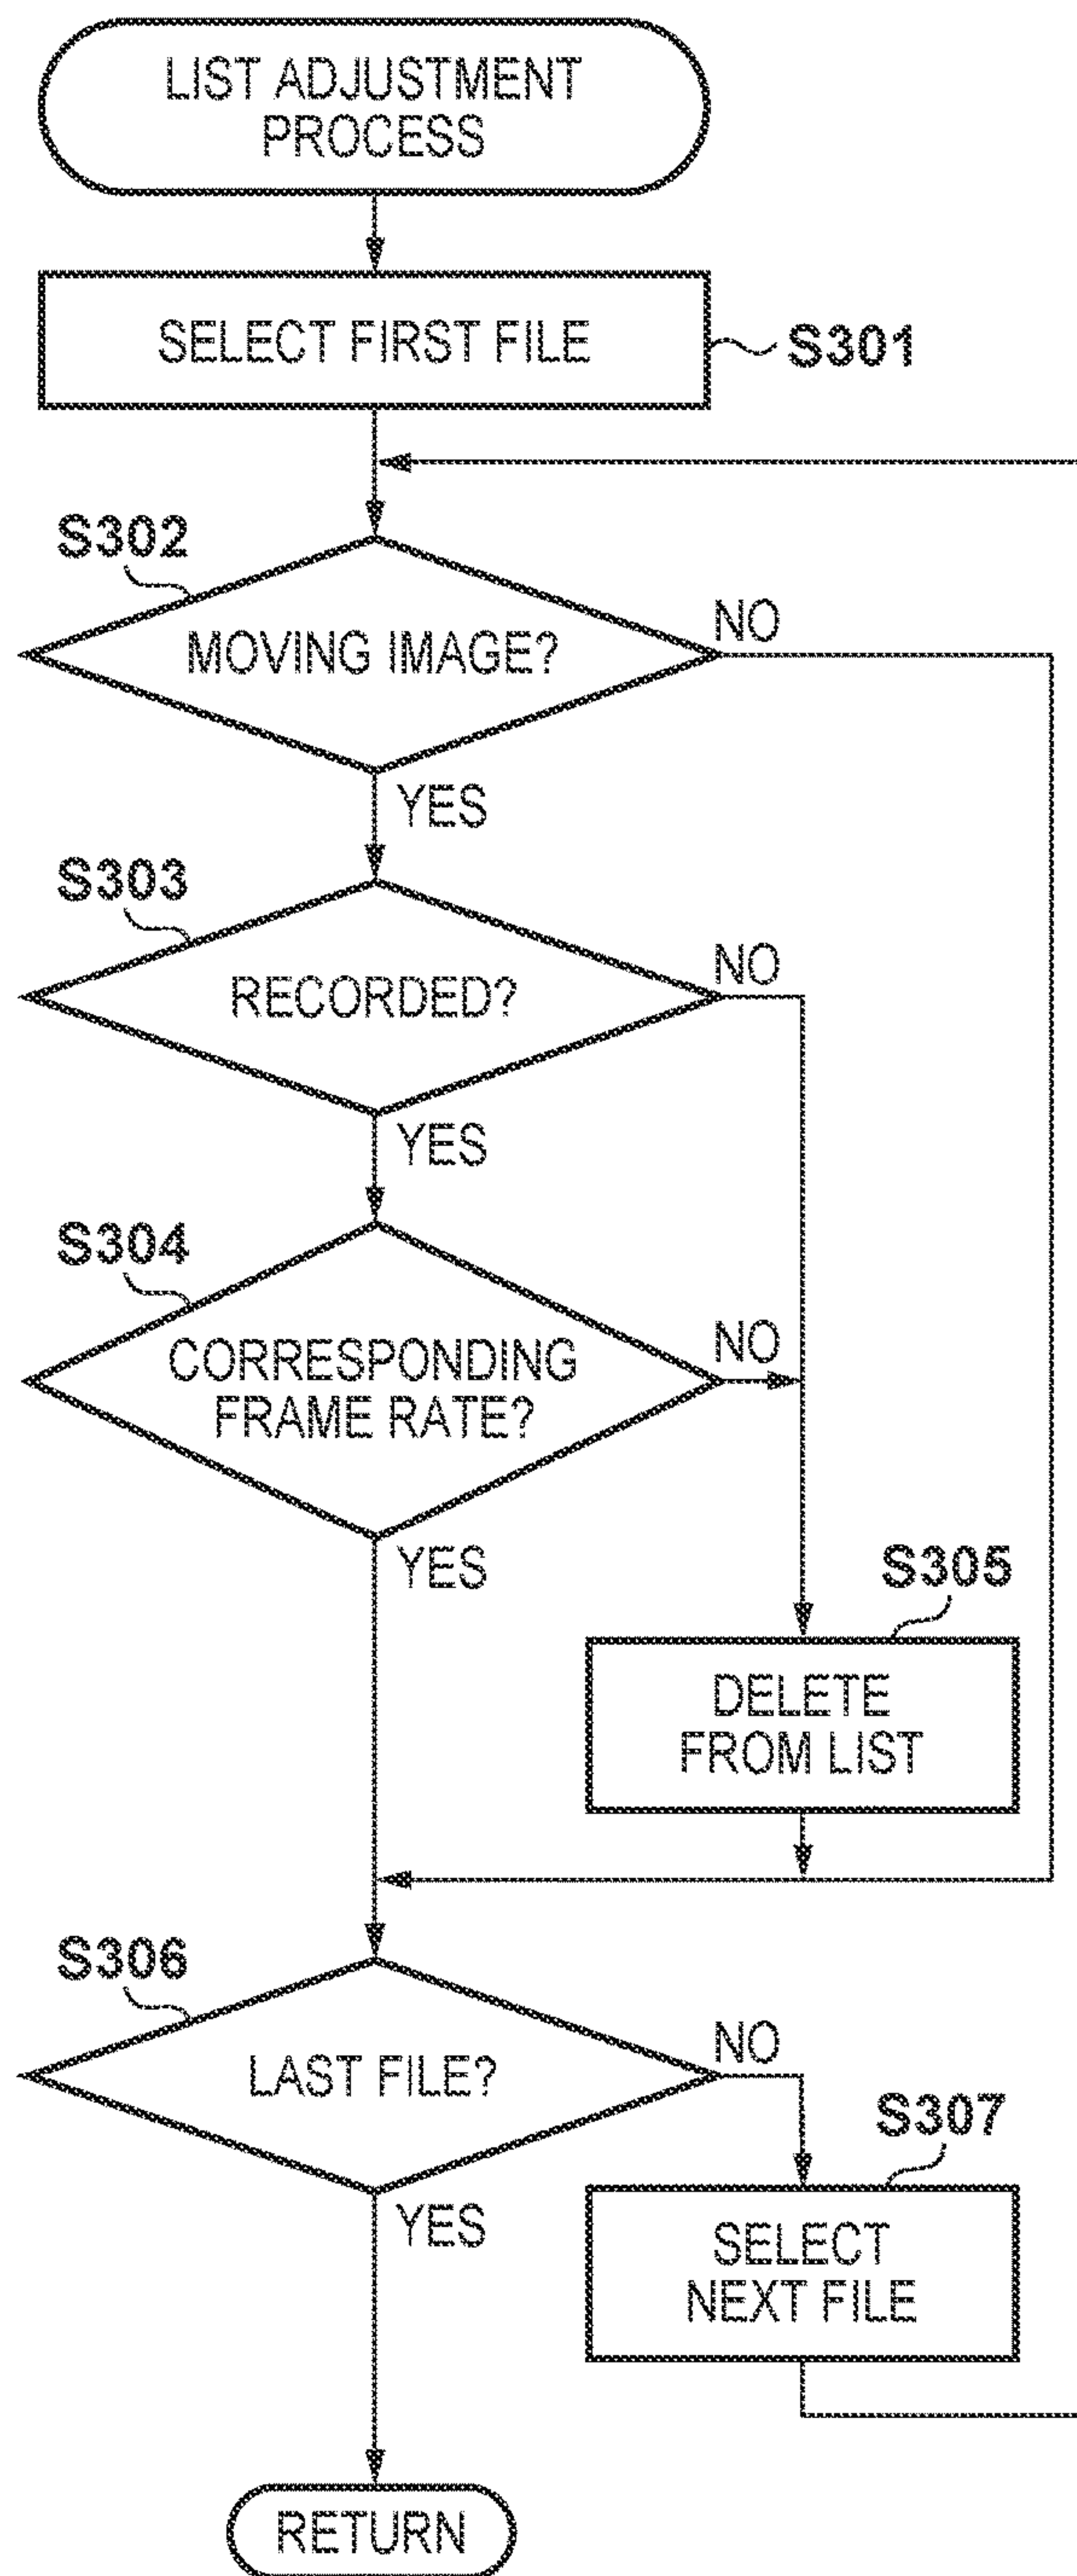 LIST ADJUSTMENT
PROCESS
SELECT FIRST FILE
S301
S302
MOVING IMAGE?
NO
YES
S303
RECORDED?
NO
YES
S304
CORRESPONDING
FRAME RATE?
NO
YES
S305
DELETE
FROM LIST
S306
LAST FILE?
NO
YES
S307
SELECT
NEXT FILE
RETURN